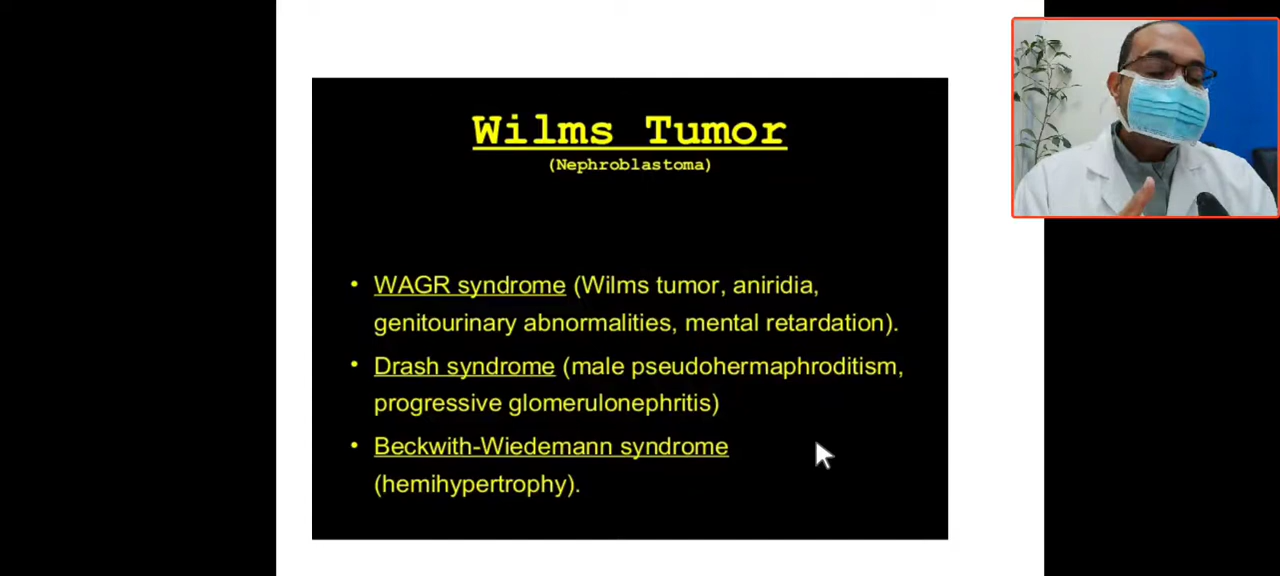 Wilms Tumor
(Nephroblastoma)
• WAGR syndrome (Wilms tumor, aniridia,
genitourinary abnormalities, mental retardation).
• Drash syndrome (male pseudohermaphroditism,
progressive glomerulonephritis)
• Beckwith-Wiedemann syndrome
(hemihypertrophy).